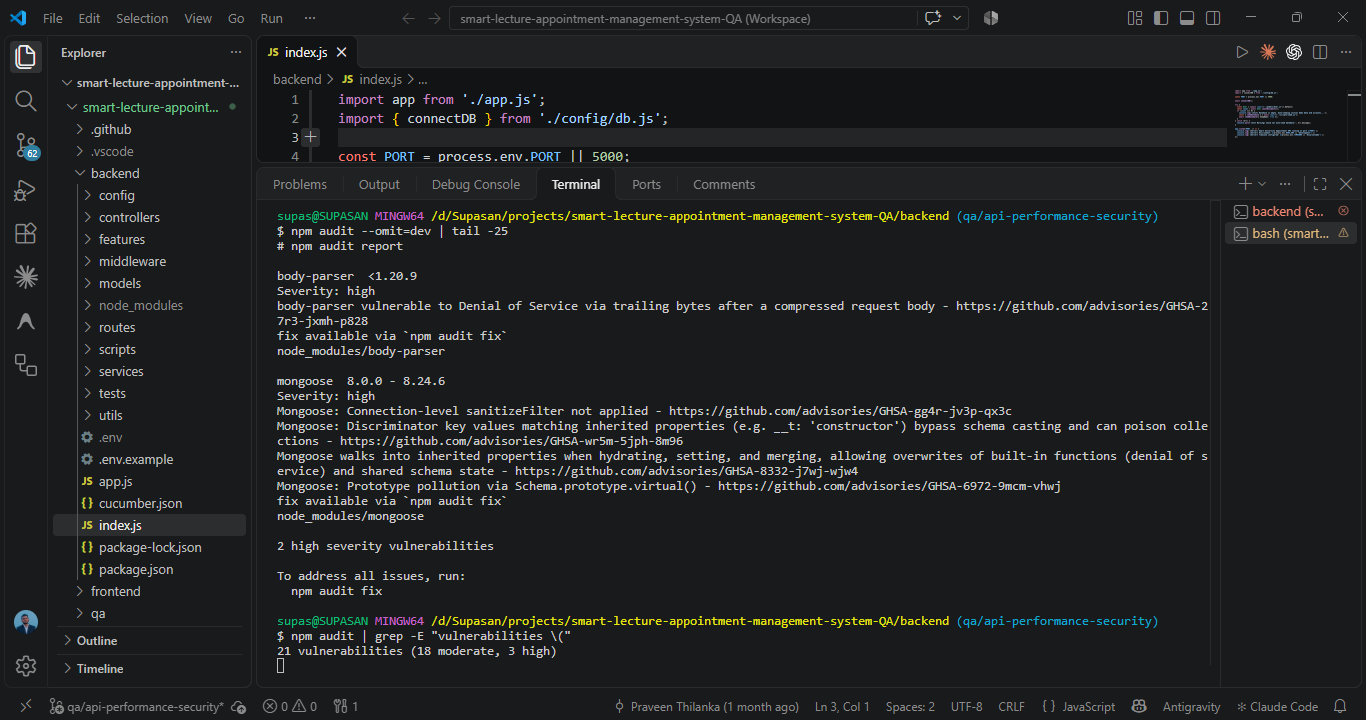 File Edit Selection View Go Run ···
smart-lecture-appointment-management-system-QA (Workspace)
Explorer ···
smart-lecture-appointment-...
smart-lecture-appoint...
.github
.vscode
backend
config
controllers
features
middleware
models
node_modules
routes
scripts
services
tests
utils
.env
.env.example
JS app.js
{} cucumber.json
JS index.js
{} package-lock.json
{} package.json
frontend
qa
Outline
Timeline
62
JS index.js
backend > JS index.js > ...
1 import app from './app.js';
2 import { connectDB } from './config/db.js';
3
4 const PORT = process.env.PORT || 5000;
Problems Output Debug Console Terminal Ports Comments
supas@SUPASAN MINGW64 /d/Supasan/projects/smart-lecture-appointment-management-system-QA/backend (qa/api-performance-security)
$ npm audit --omit=dev | tail -25
# npm audit report
body-parser  <1.20.9
Severity: high
body-parser vulnerable to Denial of Service via trailing bytes after a compressed request body - https://github.com/advisories/GHSA-2
7r3-jxmh-p828
fix available via `npm audit fix`
node_modules/body-parser
mongoose  8.0.0 - 8.24.6
Severity: high
Mongoose: Connection-level sanitizeFilter not applied - https://github.com/advisories/GHSA-gg4r-jv3p-qx3c
Mongoose: Discriminator key values matching inherited properties (e.g. __t: 'constructor') bypass schema casting and can poison colle
ctions - https://github.com/advisories/GHSA-wr5m-5jph-8m96
Mongoose walks into inherited properties when hydrating, setting, and merging, allowing overwrites of built-in functions (denial of s
ervice) and shared schema state - https://github.com/advisories/GHSA-8332-j7wj-wjw4
Mongoose: Prototype pollution via Schema.prototype.virtual() - https://github.com/advisories/GHSA-6972-9mcm-vhwj
fix available via `npm audit fix`
node_modules/mongoose
2 high severity vulnerabilities
To address all issues, run:
  npm audit fix
supas@SUPASAN MINGW64 /d/Supasan/projects/smart-lecture-appointment-management-system-QA/backend (qa/api-performance-security)
$ npm audit | grep -E "vulnerabilities \("
21 vulnerabilities (18 moderate, 3 high)
backend (s...
bash (smart...
qa/api-performance-security* 0 0 1 Praveen Thilanka (1 month ago) Ln 3, Col 1 Spaces: 2 UTF-8 CRLF {} JavaScript Antigravity Claude Code